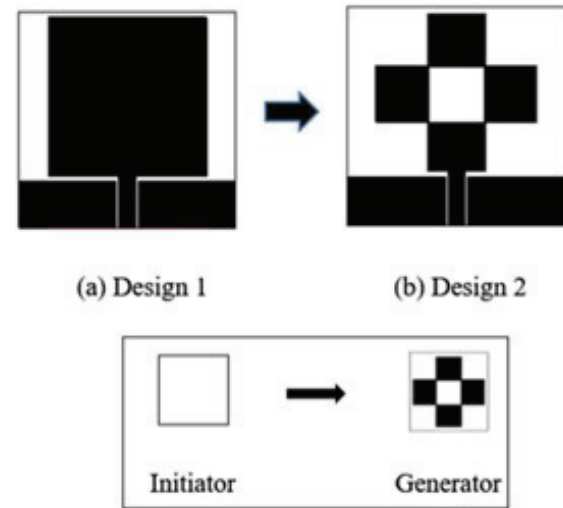 (a) Design 1
(b) Design 2
Initiator
Generator